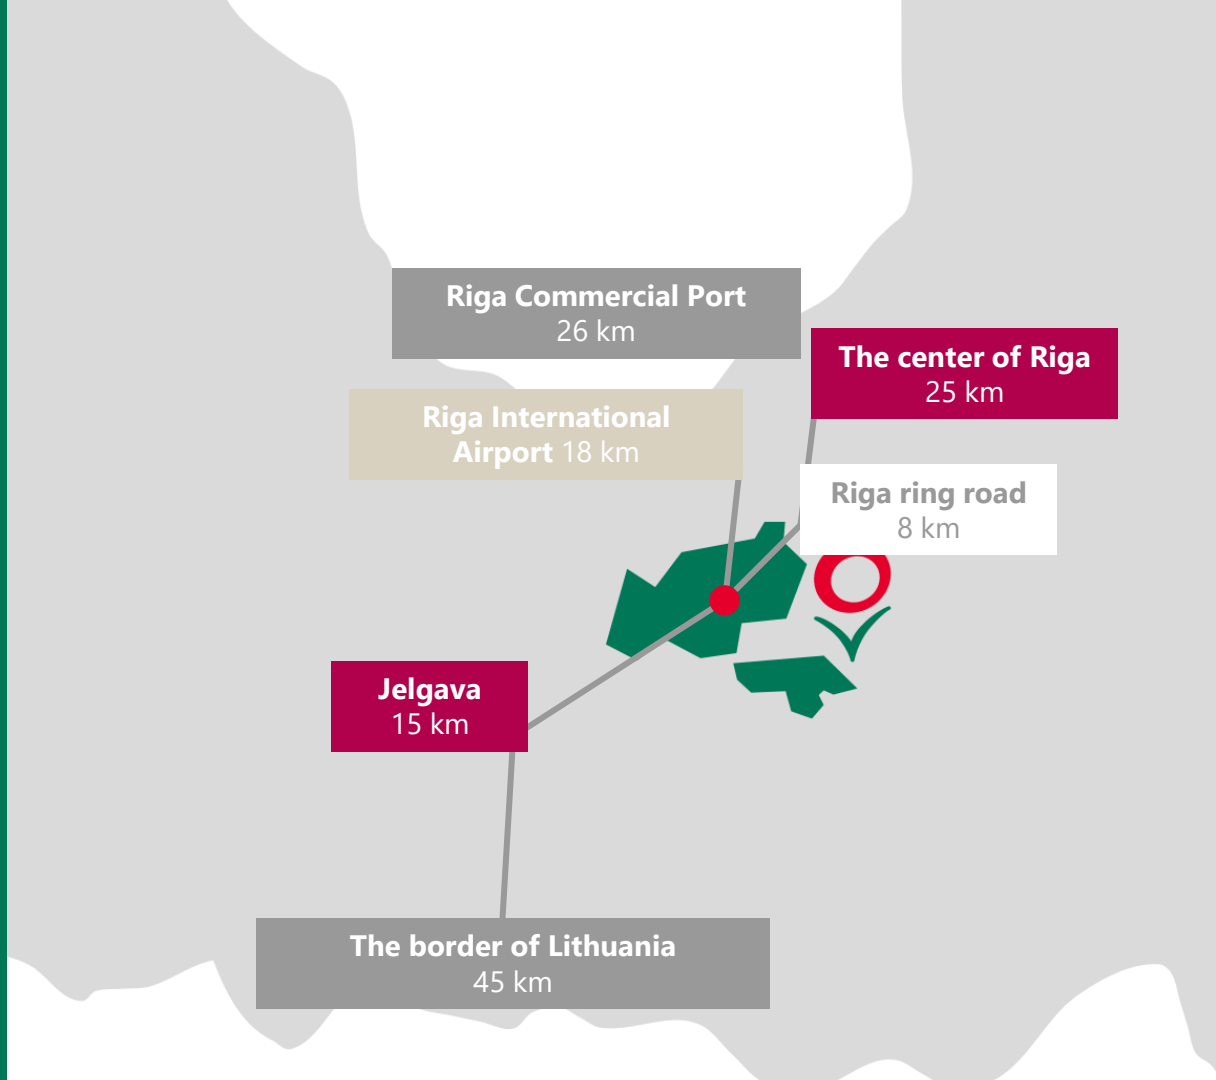 Riga Commercial Port
26 km
The center of Riga
25 km
Riga International
Airport 18 km
Riga ring road
8 km
Jelgava
15 km
The border of Lithuania
45 km